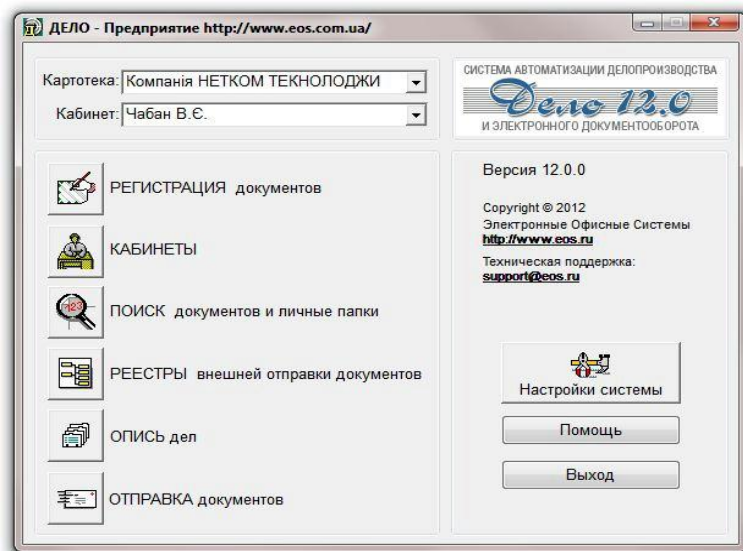 ДЕЛО - Предприятие http://www.eos.com.ua/
Картотека: Компанія НЕТКОМ ТЕКНОЛОДЖИ
Кабинет: Чабан В.Є.
СИСТЕМА АВТОМАТИЗАЦИИ ДЕЛОПРОИЗВОДСТВА
Дело 12.0
И ЭЛЕКТРОННОГО ДОКУМЕНТООБОРОТА
РЕГИСТРАЦИЯ документов
КАБИНЕТЫ
123
ПОИСК документов и личные папки
РЕЕСТРЫ внешней отправки документов
ОПИСЬ дел
ОТПРАВКА документов
Версия 12.0.0
Copyright © 2012
Электронные Офисные Системы
http://www.eos.ru
Техническая поддержка:
support@eos.ru
Настройки системы
Помощь
Выход